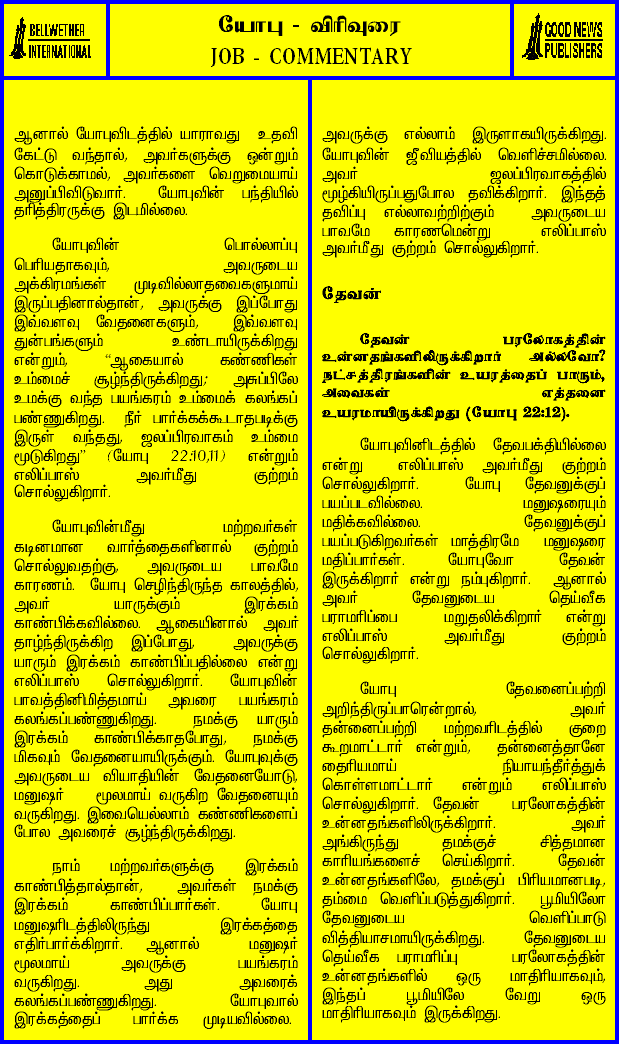 BELLWETHER
INTERNATIONAL
யோபு - விரிவுரை
JOB - COMMENTARY
GOOD NEWS
PUBLISHERS
ஆனால் யோபுவிடத்தில் யாராவது உதவி
கேட்டு வந்தால், அவர்களுக்கு ஒன்றும்
கொடுக்காமல், அவர்களை வெறுமையாய்
அனுப்பிவிடுவார். யோபுவின் பந்தியில்
தரித்திரருக்கு இடமில்லை.
யோபுவின் பொல்லாப்பு
பெரியதாகவும், அவருடைய
அக்கிரமங்கள் முடிவில்லாதவைகளுமாய்
இருப்பதினால்தான், அவருக்கு இப்போது
இவ்வளவு வேதனைகளும், இவ்வளவு
துன்பங்களும் உண்டாயிருக்கிறது
என்றும், “ஆகையால் கண்ணிகள்
உம்மைச் சூழ்ந்திருக்கிறது; அசுப்பிலே
உமக்கு வந்த பயங்கரம் உம்மைக் கலங்கப்
பண்ணுகிறது. நீர் பார்க்கக்கூடாதபடிக்கு
இருள் வந்தது, ஜலப்பிரவாகம் உம்மை
மூடுகிறது” (யோபு 22:10,11) என்றும்
எலிப்பாஸ் அவர்மீது குற்றம்
சொல்லுகிறார்.
யோபுவின்மீது மற்றவர்கள்
கடினமான வார்த்தைகளினால் குற்றம்
சொல்லுவதற்கு, அவருடைய பாவமே
காரணம். யோபு செழிந்திருந்த காலத்தில்,
அவர் யாருக்கும் இரக்கம்
காண்பிக்கவில்லை. ஆகையினால் அவர்
தாழ்ந்திருக்கிற இப்போது, அவருக்கு
யாரும் இரக்கம் காண்பிப்பதில்லை என்று
எலிப்பாஸ் சொல்லுகிறார். யோபுவின்
பாவத்தினிமித்தமாய் அவரை பயங்கரம்
கலங்கப்பண்ணுகிறது. நமக்கு யாரும்
இரக்கம் காண்பிக்காதபோது, நமக்கு
மிகவும் வேதனையாயிருக்கும். யோபுவுக்கு
அவருடைய வியாதியின் வேதனையோடு,
மனுஷர் மூலமாய் வருகிற வேதனையும்
வருகிறது. இவையெல்லாம் கண்ணிகளைப்
போல அவரைச் சூழ்ந்திருக்கிறது.
நாம் மற்றவர்களுக்கு இரக்கம்
காண்பித்தால்தான், அவர்கள் நமக்கு
இரக்கம் காண்பிப்பார்கள். யோபு
மனுஷரிடத்திலிருந்து இரக்கத்தை
எதிர்பார்க்கிறார். ஆனால் மனுஷர்
மூலமாய் அவருக்கு பயங்கரம்
வருகிறது. அது அவரைக்
கலங்கப்பண்ணுகிறது. யோபுவால்
இரக்கத்தைப் பார்க்க முடியவில்லை.
அவருக்கு எல்லாம் இருளாகயிருக்கிறது.
யோபுவின் ஜீவியத்தில் வெளிச்சமில்லை.
அவர் ஜலப்பிரவாகத்தில்
மூழ்கியிருப்பதுபோல தவிக்கிறார். இந்தத்
தவிப்பு எல்லாவற்றிற்கும் அவருடைய
பாவமே காரணமென்று எலிப்பாஸ்
அவர்மீது குற்றம் சொல்லுகிறார்.
தேவன்
தேவன் பரலோகத்தின்
உன்னதங்களிலிருக்கிறார் அல்லவோ?
நட்சத்திரங்களின் உயரத்தைப் பாரும்,
அவைகள் எத்தனை
உயரமாயிருக்கிறது (யோபு 22:12).
யோபுவினிடத்தில் தேவபக்தியில்லை
என்று எலிப்பாஸ் அவர்மீது குற்றம்
சொல்லுகிறார். யோபு தேவனுக்குப்
பயப்படவில்லை. மனுஷரையும்
மதிக்கவில்லை. தேவனுக்குப்
பயப்படுகிறவர்கள் மாத்திரமே மனுஷரை
மதிப்பார்கள். யோபுவோ தேவன்
இருக்கிறார் என்று நம்புகிறார். ஆனால்
அவர் தேவனுடைய தெய்வீக
பராமரிப்பை மறுதலிக்கிறார் என்று
எலிப்பாஸ் அவர்மீது குற்றம்
சொல்லுகிறார்.
யோபு தேவனைப்பற்றி
அறிந்திருப்பாரென்றால், அவர்
தன்னைப்பற்றி மற்றவரிடத்தில் குறை
கூறமாட்டார் என்றும், தன்னைத்தானே
தைரியமாய் நியாயந்தீர்த்துக்
கொள்ளமாட்டார் என்றும் எலிப்பாஸ்
சொல்லுகிறார். தேவன் பரலோகத்தின்
உன்னதங்களிலிருக்கிறார். அவர்
அங்கிருந்து தமக்குச் சித்தமான
காரியங்களைச் செய்கிறார். தேவன்
உன்னதங்களிலே, தமக்குப் பிரியமானபடி,
தம்மை வெளிப்படுத்துகிறார். பூமியிலோ
தேவனுடைய வெளிப்பாடு
வித்தியாசமாயிருக்கிறது. தேவனுடைய
தெய்வீக பராமரிப்பு பரலோகத்தின்
உன்னதங்களில் ஒரு மாதிரியாகவும்,
இந்தப் பூமியிலே வேறு ஒரு
மாதிரியாகவும் இருக்கிறது.